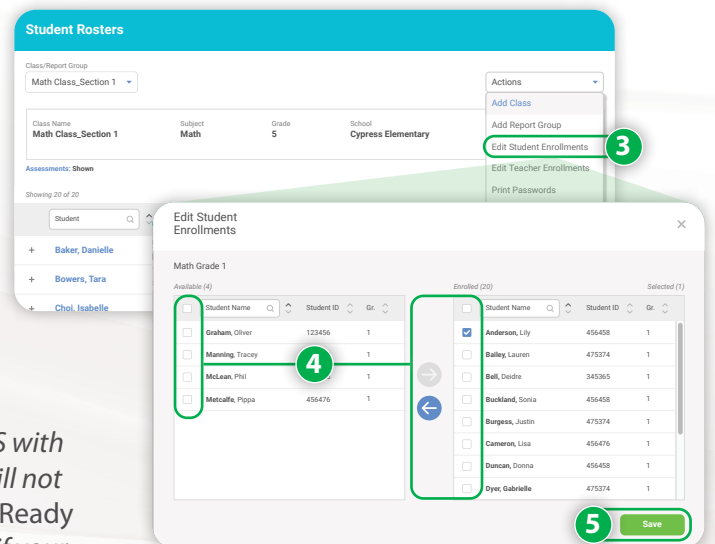 Student Rosters
Class/Report Group
Math Class_Section 1
Actions
Add Class
Add Report Group
Edit Student Enrollments
3
Edit Teacher Enrollments
Print Passwords
Class Name Subject Grade School
Math Class_Section 1 Math 5 Cypress Elementary
Assessments: Shown
Showing 20 of 20
Student
+ Baker, Danielle
+ Bowers, Tara
+ Choi, Isabelle
Edit Student
Enrollments
×
Math Grade 1
Available (4)
Student Name Student ID Gr.
Graham, Oliver 123456 1
Manning, Tracey 1
McLean, Phil 1
Metcalfe, Pippa 456476 1
4
Enrolled (20) Selected (1)
Student Name Student ID Gr.
Anderson, Lily 456458 1
Bailey, Lauren 475374 1
Bell, Deidre 345365 1
Buckland, Sonia 456458 1
Burgess, Justin 475374 1
Cameron, Lisa 456476 1
Duncan, Donna 456458 1
Dyer, Gabrielle 475374 1
5
Save
S with
ill not
Ready